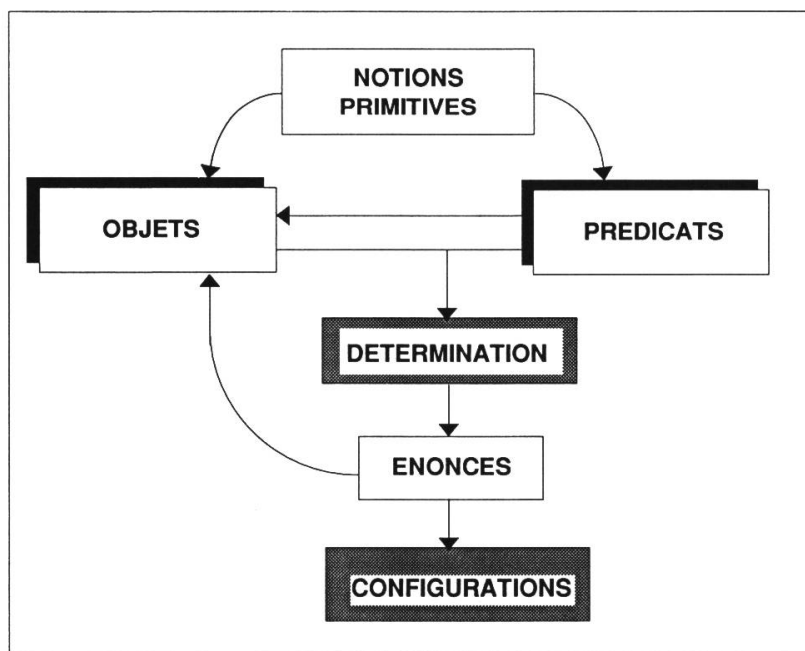 NOTIONS
PRIMITIVES
OBJETS
PREDICATS
DETERMINATION
ENONCES
CONFIGURATIONS